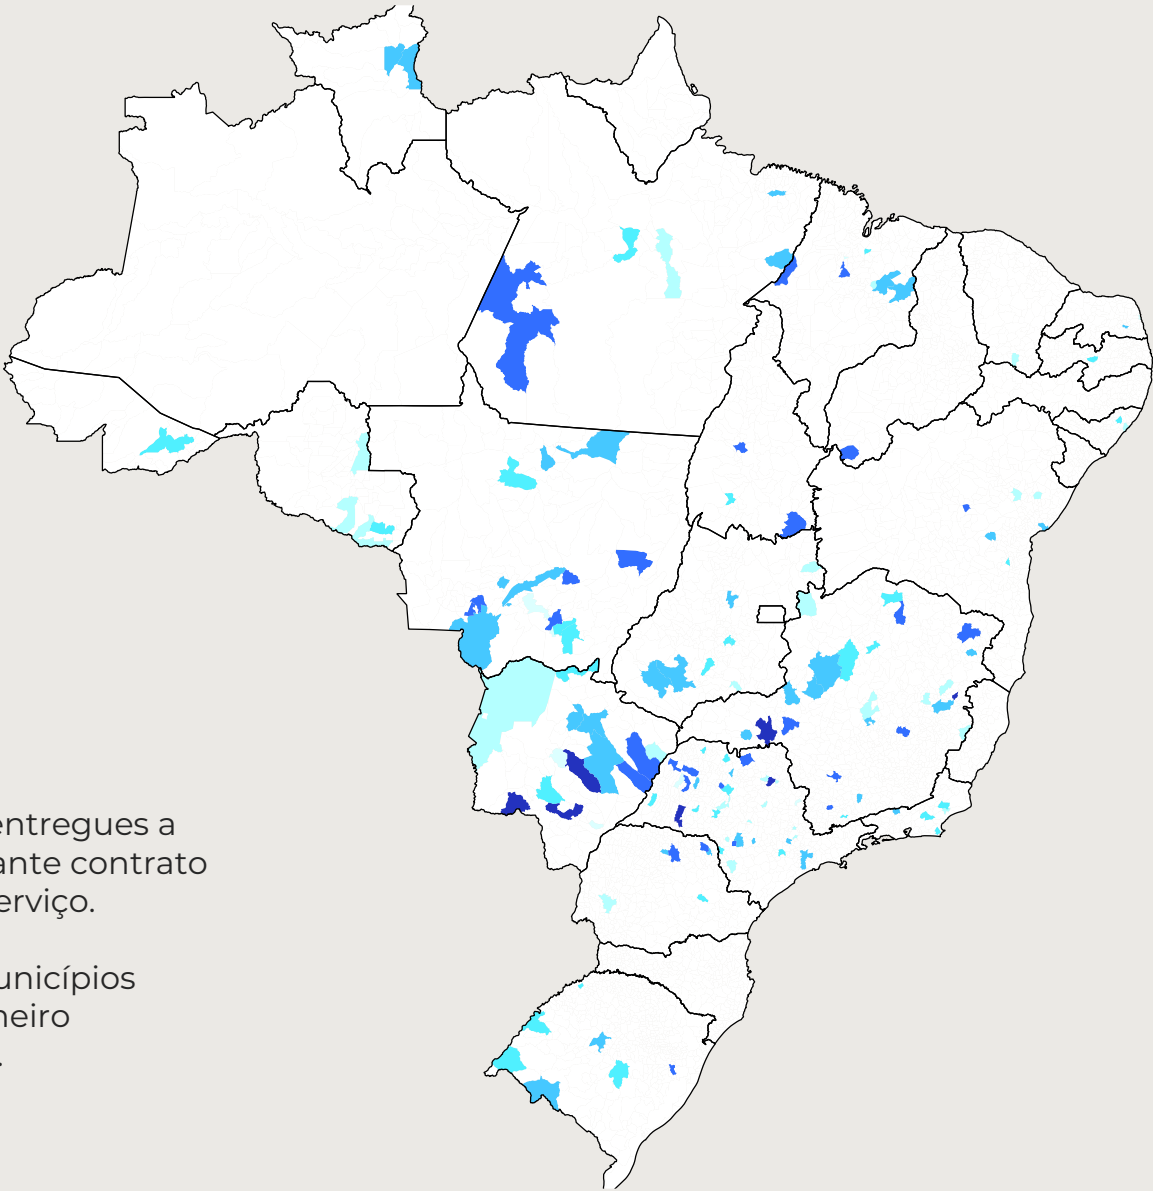 entregues a
ante contrato
erviço.
unicípios
neiro
.